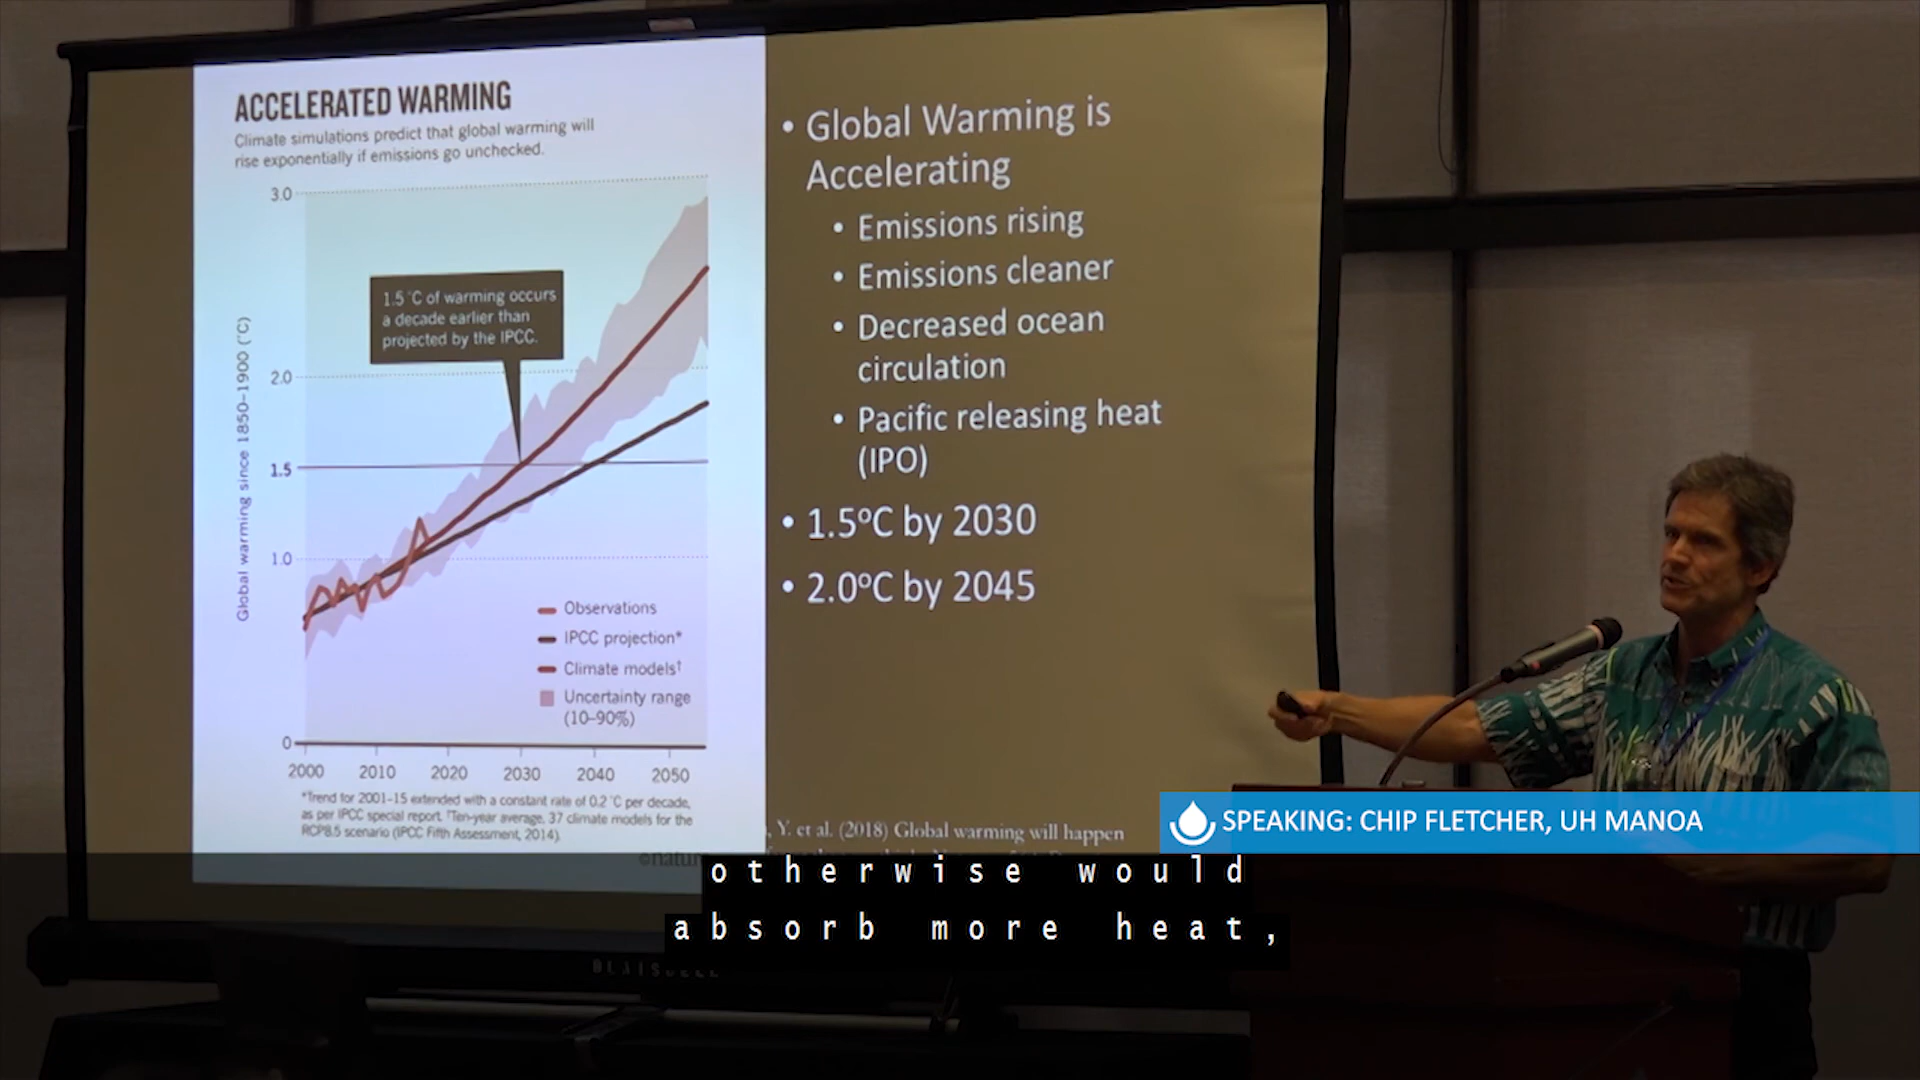 ACCELERATED WARMING
Climate simulations predict that global warming will
rise exponentially if emissions go unchecked.
Global warming since 1850–1900 (°C)
3.0
2.0
1.5
1.0
0
1.5 °C of warming occurs
a decade earlier than
projected by the IPCC.
Observations
IPCC projection*
Climate models†
Uncertainty range
(10–90%)
2000 2010 2020 2030 2040 2050
*Trend for 2001–15 extended with a constant rate of 0.2 °C per decade,
as per IPCC special report. †Ten-year average, 37 climate models for the
RCP8.5 scenario (IPCC Fifth Assessment, 2014).
©nature
• Global Warming is
Accelerating
• Emissions rising
• Emissions cleaner
• Decreased ocean
circulation
• Pacific releasing heat
(IPO)
• 1.5°C by 2030
• 2.0°C by 2045
, Y. et al. (2018) Global warming will happen
SPEAKING: CHIP FLETCHER, UH MANOA
otherwise would
absorb more heat,